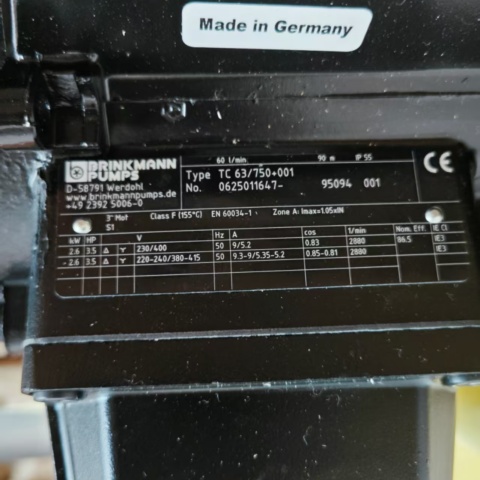 Made in Germany
BRINKMANN PUMPS
D-58791 Werdohl
www.brinkmannpumps.de
+49 2392 5006-0
60 l/min 90 m IP 55
Type TC 63/750+001
No. 0625011647- 95094 001
CE
3~ Mot Class F (155°C) EN 60034-1 Zone A: Imax=1.05xIN
S1
kW HP Hz A cos 1/min Nom. Eff. IE Cl.
2.6 3.5 Δ Y 230/400 50 9/5.2 0.83 2880 86.5 IE3
2.6 3.5 Δ Y 220-240/380-415 50 9.3-9/5.35-5.2 0.85-0.81 2880 IE3